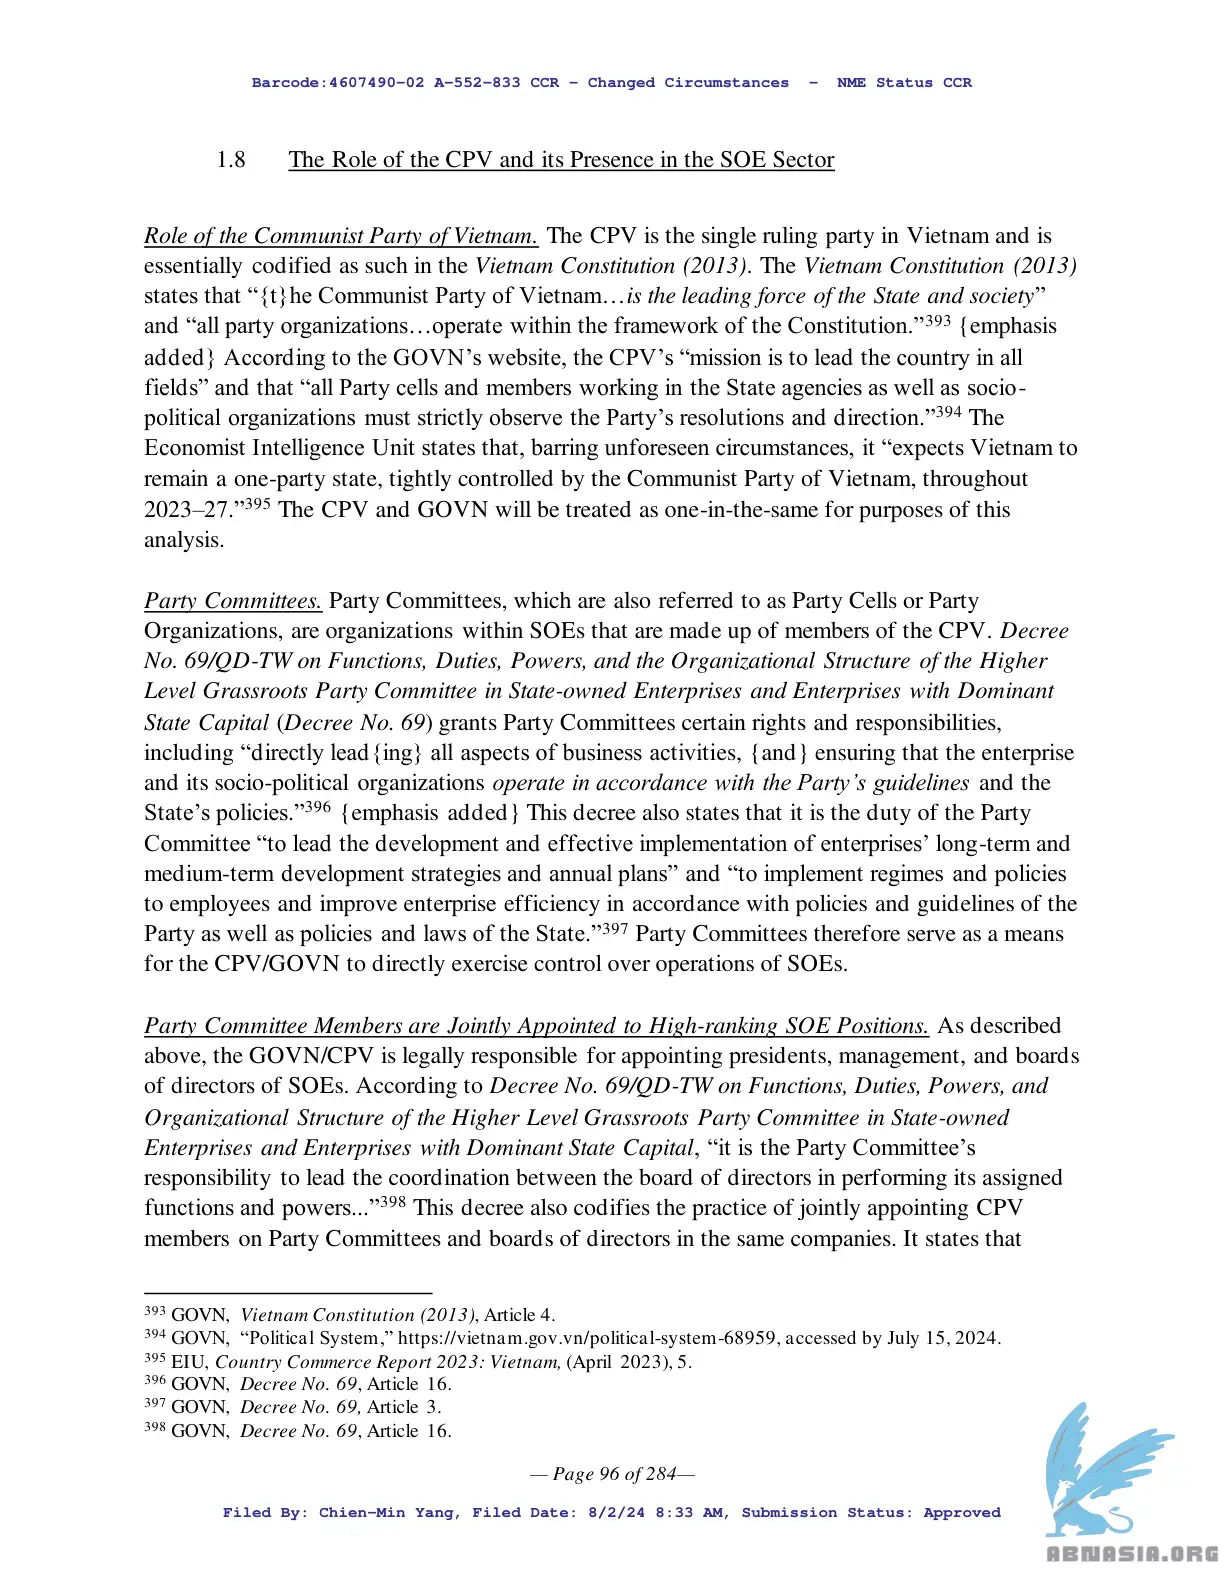 Barcode:4607490-02 A-552-833 CCR - Changed Circumstances  -  NME Status CCR
1.8 The Role of the CPV and its Presence in the SOE Sector
Role of the Communist Party of Vietnam. The CPV is the single ruling party in Vietnam and is
essentially codified as such in the Vietnam Constitution (2013). The Vietnam Constitution (2013)
states that “{t}he Communist Party of Vietnam…is the leading force of the State and society”
and “all party organizations…operate within the framework of the Constitution.”393 {emphasis
added} According to the GOVN’s website, the CPV’s “mission is to lead the country in all
fields” and that “all Party cells and members working in the State agencies as well as socio-
political organizations must strictly observe the Party’s resolutions and direction.”394 The
Economist Intelligence Unit states that, barring unforeseen circumstances, it “expects Vietnam to
remain a one-party state, tightly controlled by the Communist Party of Vietnam, throughout
2023–27.”395 The CPV and GOVN will be treated as one-in-the-same for purposes of this
analysis.
Party Committees. Party Committees, which are also referred to as Party Cells or Party
Organizations, are organizations within SOEs that are made up of members of the CPV. Decree
No. 69/QD-TW on Functions, Duties, Powers, and the Organizational Structure of the Higher
Level Grassroots Party Committee in State-owned Enterprises and Enterprises with Dominant
State Capital (Decree No. 69) grants Party Committees certain rights and responsibilities,
including “directly lead{ing} all aspects of business activities, {and} ensuring that the enterprise
and its socio-political organizations operate in accordance with the Party’s guidelines and the
State’s policies.”396 {emphasis added} This decree also states that it is the duty of the Party
Committee “to lead the development and effective implementation of enterprises’ long-term and
medium-term development strategies and annual plans” and “to implement regimes and policies
to employees and improve enterprise efficiency in accordance with policies and guidelines of the
Party as well as policies and laws of the State.”397 Party Committees therefore serve as a means
for the CPV/GOVN to directly exercise control over operations of SOEs.
Party Committee Members are Jointly Appointed to High-ranking SOE Positions. As described
above, the GOVN/CPV is legally responsible for appointing presidents, management, and boards
of directors of SOEs. According to Decree No. 69/QD-TW on Functions, Duties, Powers, and
Organizational Structure of the Higher Level Grassroots Party Committee in State-owned
Enterprises and Enterprises with Dominant State Capital, “it is the Party Committee’s
responsibility to lead the coordination between the board of directors in performing its assigned
functions and powers...”398 This decree also codifies the practice of jointly appointing CPV
members on Party Committees and boards of directors in the same companies. It states that
393 GOVN, Vietnam Constitution (2013), Article 4.
394 GOVN, “Political System,” https://vietnam.gov.vn/political-system-68959, accessed by July 15, 2024.
395 EIU, Country Commerce Report 2023: Vietnam, (April 2023), 5.
396 GOVN, Decree No. 69, Article 16.
397 GOVN, Decree No. 69, Article 3.
398 GOVN, Decree No. 69, Article 16.
— Page 96 of 284—
Filed By: Chien-Min Yang, Filed Date: 8/2/24 8:33 AM, Submission Status: Approved
ABNASIA.ORG